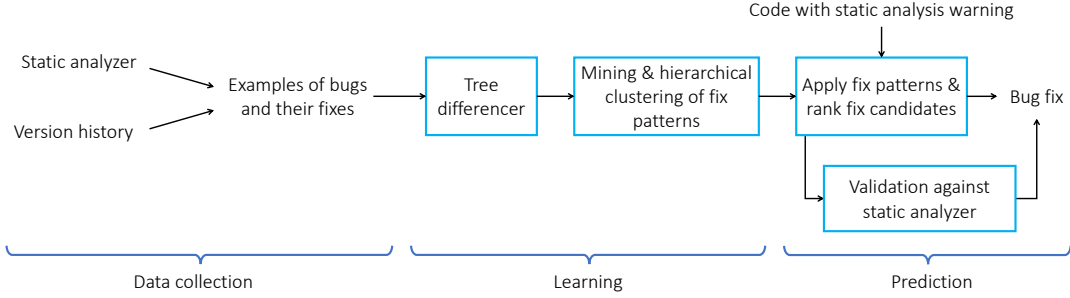 Code with static analysis warning
Static analyzer
Version history
Examples of bugs
and their fixes
Tree
differencer
Mining & hierarchical
clustering of fix
patterns
Apply fix patterns &
rank fix candidates
Bug fix
Validation against
static analyzer
Data collection
Learning
Prediction